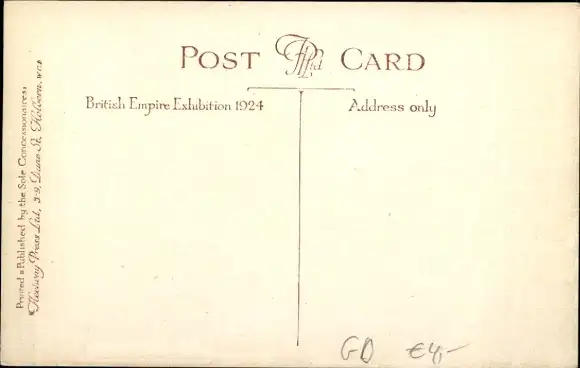 POST FPLtd CARD
British Empire Exhibition 1924
Address only
Printed & Published by the Sole Concessionaires:
Fleetway Press Ltd., 3-9, Dane St. Holborn. W.C.1
GD €4,-